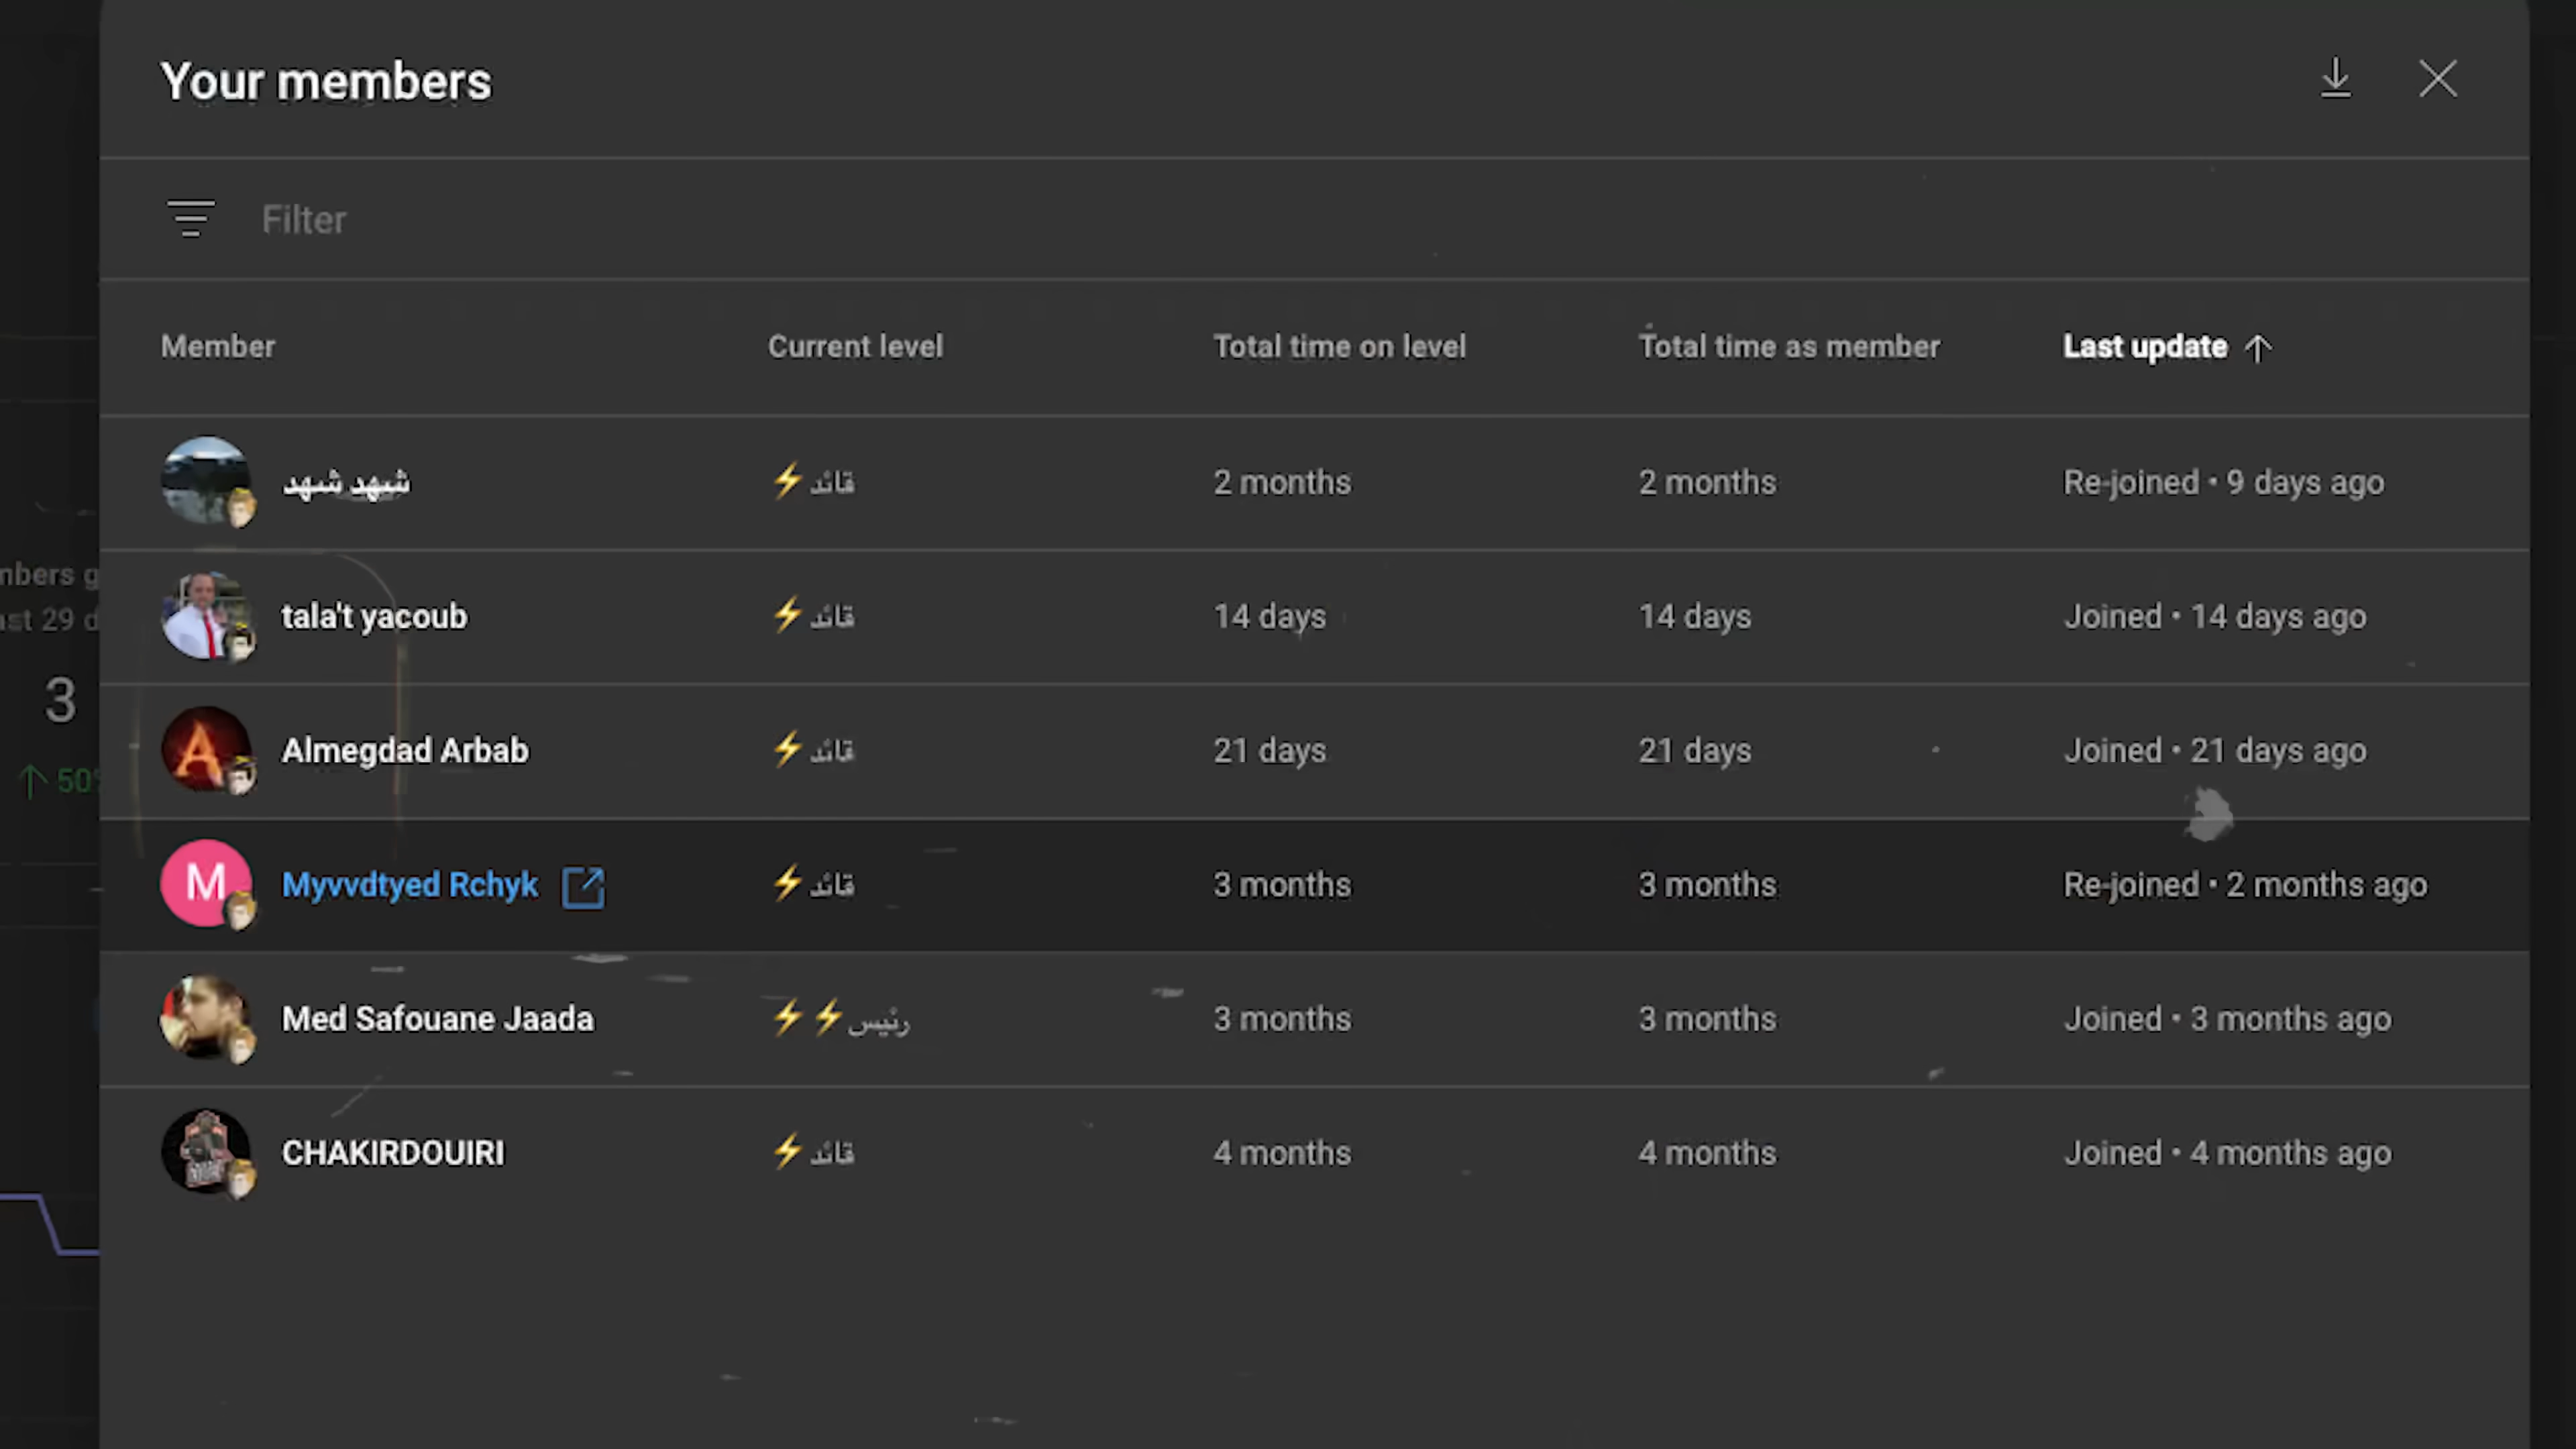 Your members
Filter
Member Current level Total time on level Total time as member Last update ↑
شهد شهد ⚡قائد 2 months 2 months Re-joined • 9 days ago
tala't yacoub ⚡قائد 14 days 14 days Joined • 14 days ago
Almegdad Arbab ⚡قائد 21 days 21 days Joined • 21 days ago
M Myvvdtyed Rchyk ⚡قائد 3 months 3 months Re-joined • 2 months ago
Med Safouane Jaada ⚡⚡رئيس 3 months 3 months Joined • 3 months ago
CHAKIRDOUIRI ⚡قائد 4 months 4 months Joined • 4 months ago
29
3